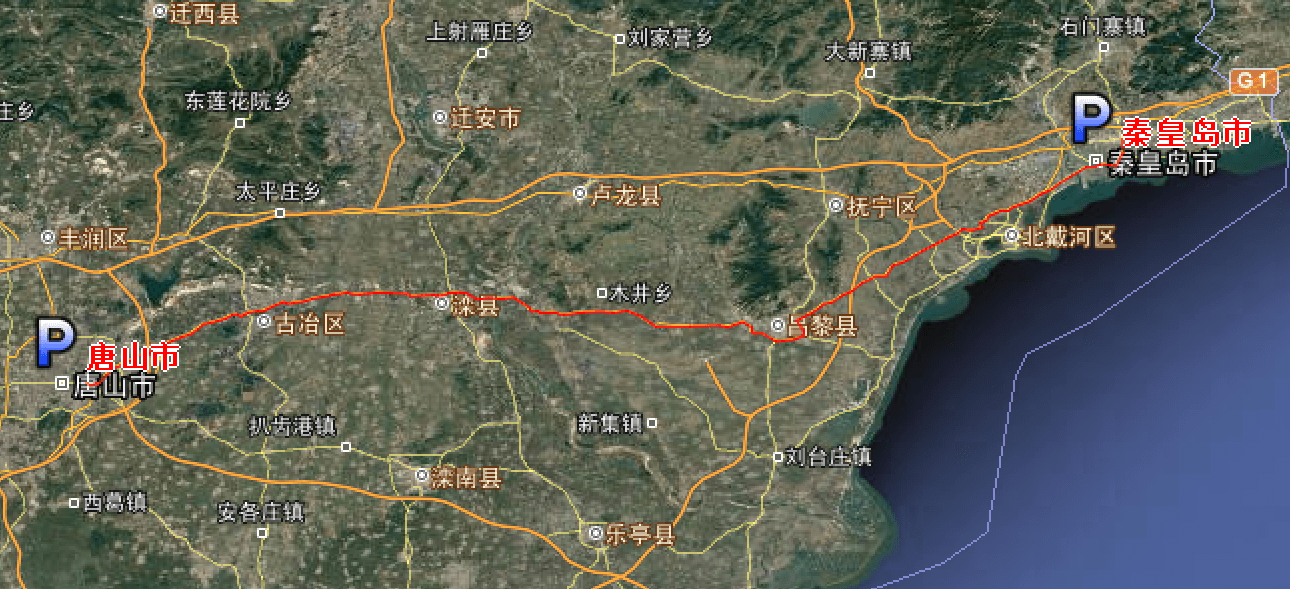 迁西县
上射雁庄乡
刘家营乡
大新寨镇
石门寨镇
G1
东莲花院乡
庄乡
迁安市
P
秦皇岛市
秦皇岛市
太平庄乡
卢龙县
抚宁区
丰润区
北戴河区
木井乡
滦县
古冶区
昌黎县
P
唐山市
唐山市
扒齿港镇
新集镇
刘台庄镇
滦南县
西葛镇
安各庄镇
乐亭县